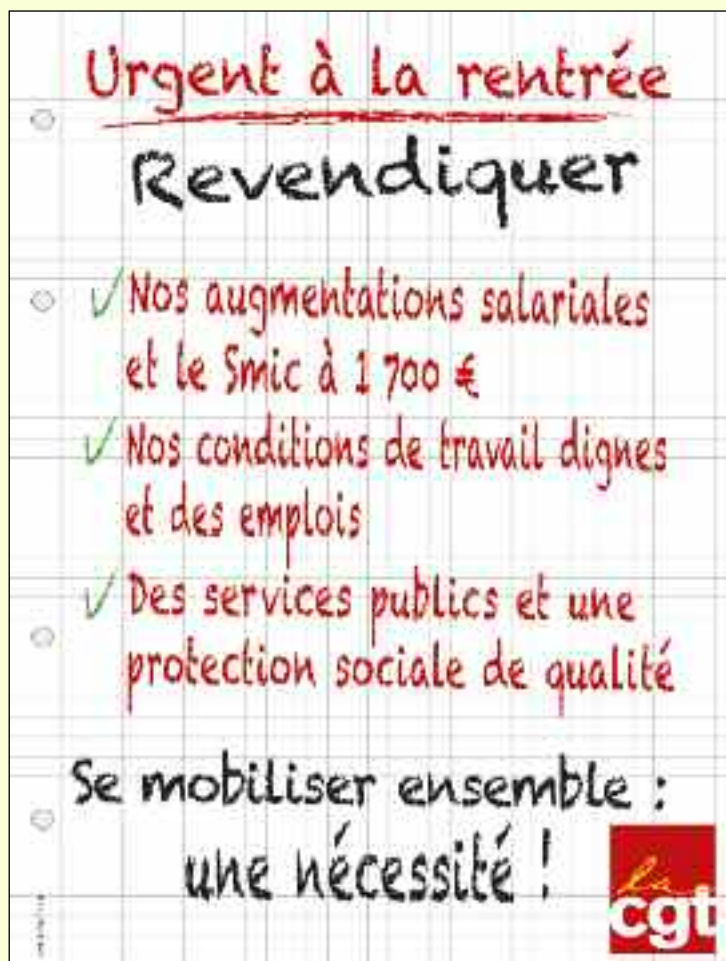 Urgent à la rentrée
Revendiquer
Nos augmentations salariales
et le Smic à 1 700 €
Nos conditions de travail dignes
et des emplois
Des services publics et une
protection sociale de qualité
Se mobiliser ensemble :
une nécessité !
la
cgt